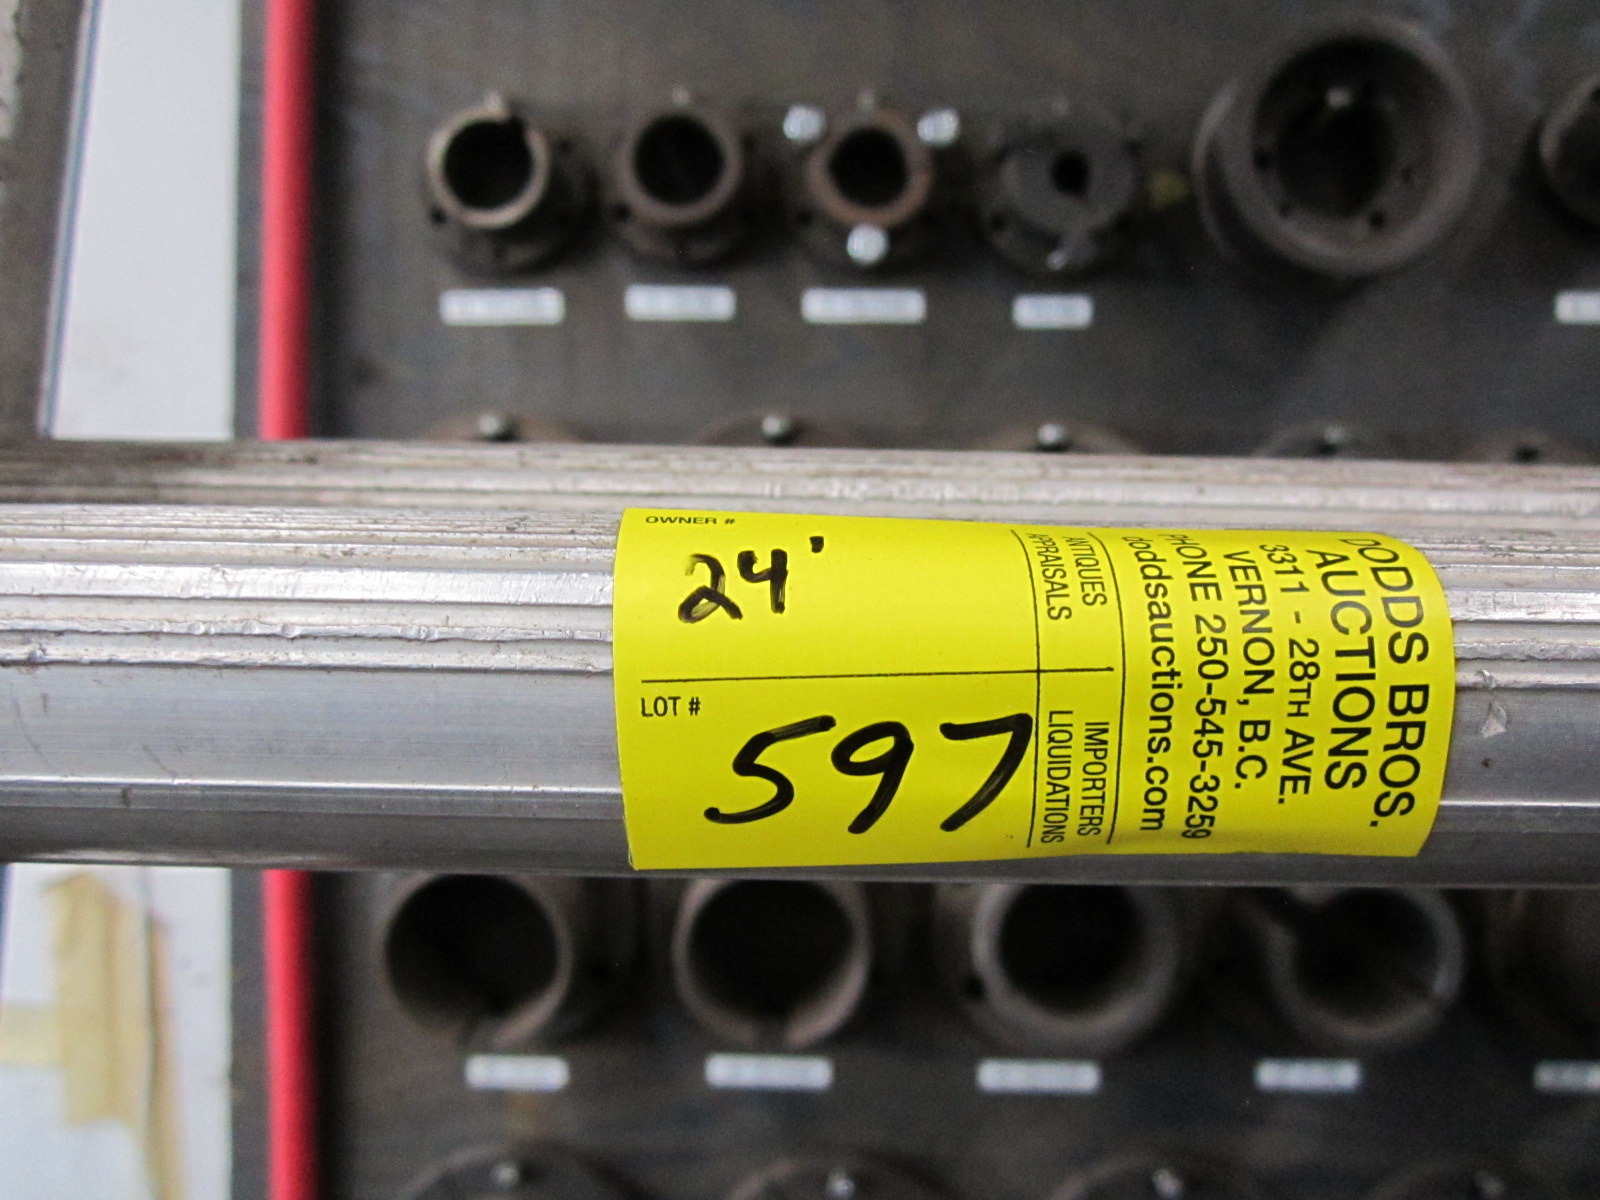 OWNER #
24'
LOT #
597
ANTIQUES
APPRAISALS
IMPORTERS
LIQUIDATIONS
DODDS BROS.
AUCTIONS
3311 - 28TH AVE.
VERNON, B.C.
PHONE 250-545-3259
doddsauctions.com